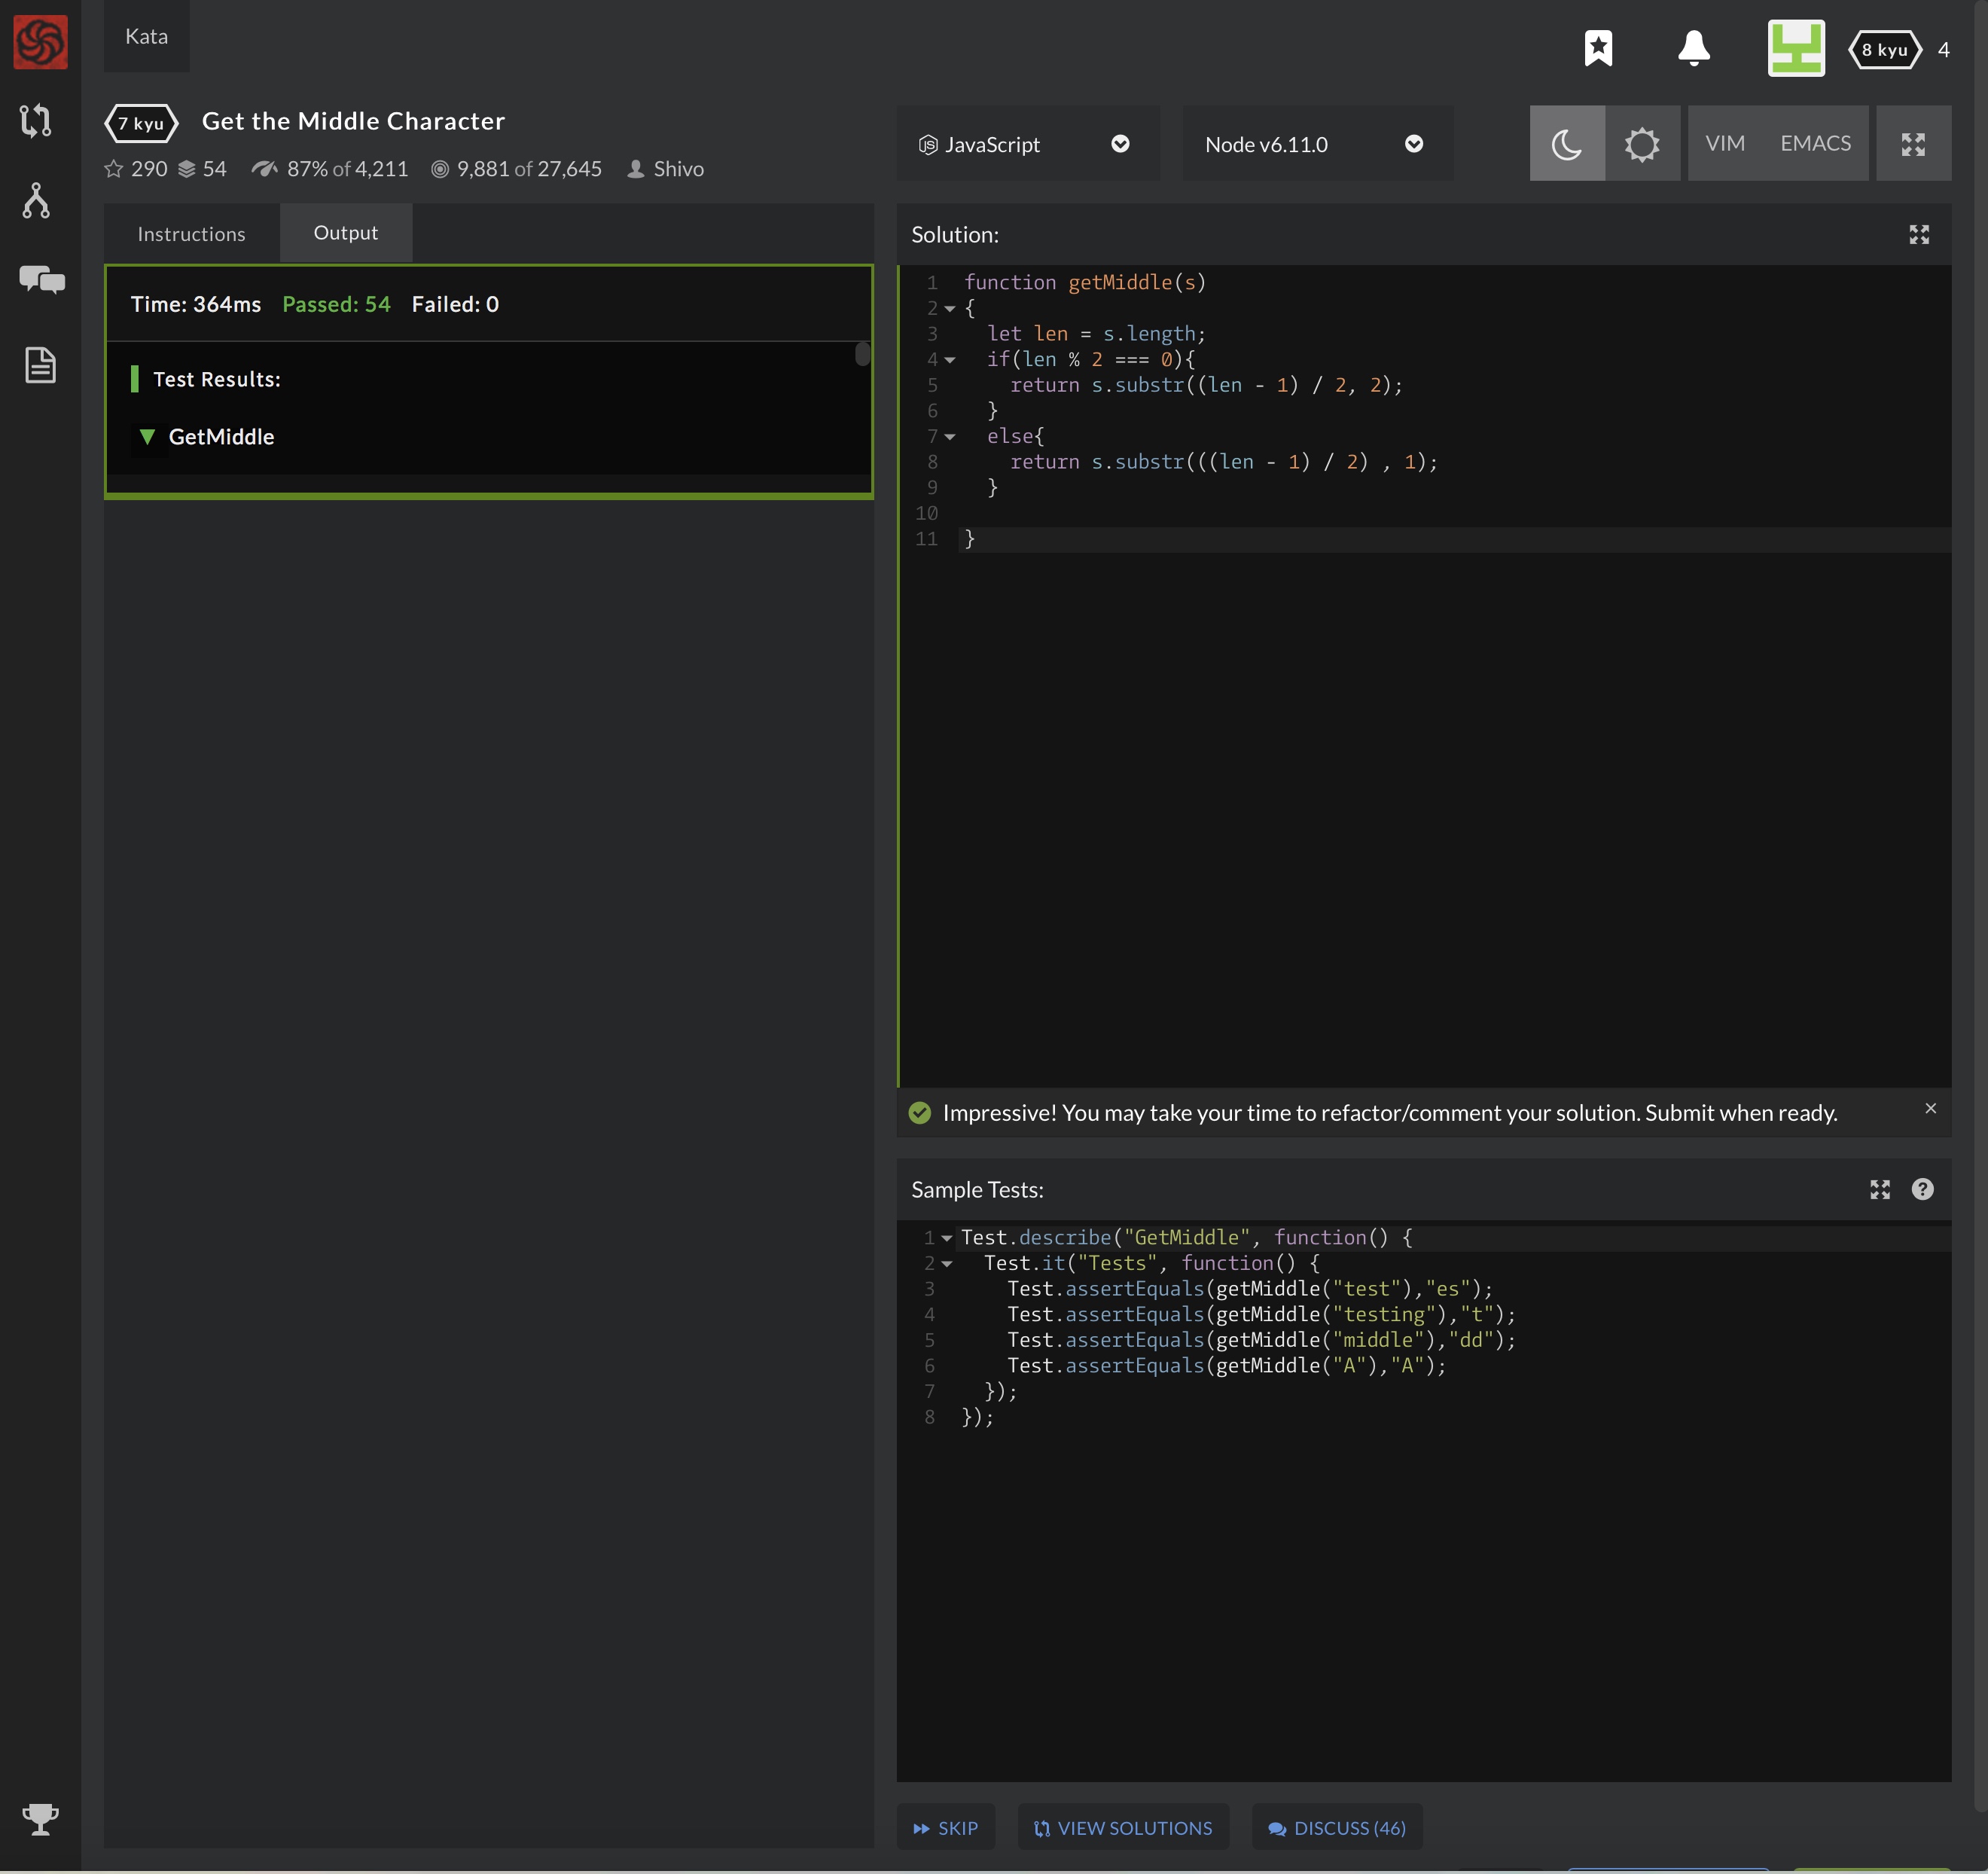 Kata
8 kyu 4
7 kyu Get the Middle Character
290 54 87% of 4,211 9,881 of 27,645 Shivo
JavaScript
Node v6.11.0
VIM EMACS
Instructions Output
Time: 364ms Passed: 54 Failed: 0
Test Results:
GetMiddle
Solution:
1 function getMiddle(s)
2 {
3 let len = s.length;
4 if(len % 2 === 0){
5 return s.substr((len - 1) / 2, 2);
6 }
7 else{
8 return s.substr(((len - 1) / 2) , 1);
9 }
10
11 }
Impressive! You may take your time to refactor/comment your solution. Submit when ready. ×
Sample Tests: ?
1 Test.describe("GetMiddle", function() {
2 Test.it("Tests", function() {
3 Test.assertEquals(getMiddle("test"),"es");
4 Test.assertEquals(getMiddle("testing"),"t");
5 Test.assertEquals(getMiddle("middle"),"dd");
6 Test.assertEquals(getMiddle("A"),"A");
7 });
8 });
SKIP VIEW SOLUTIONS DISCUSS (46)